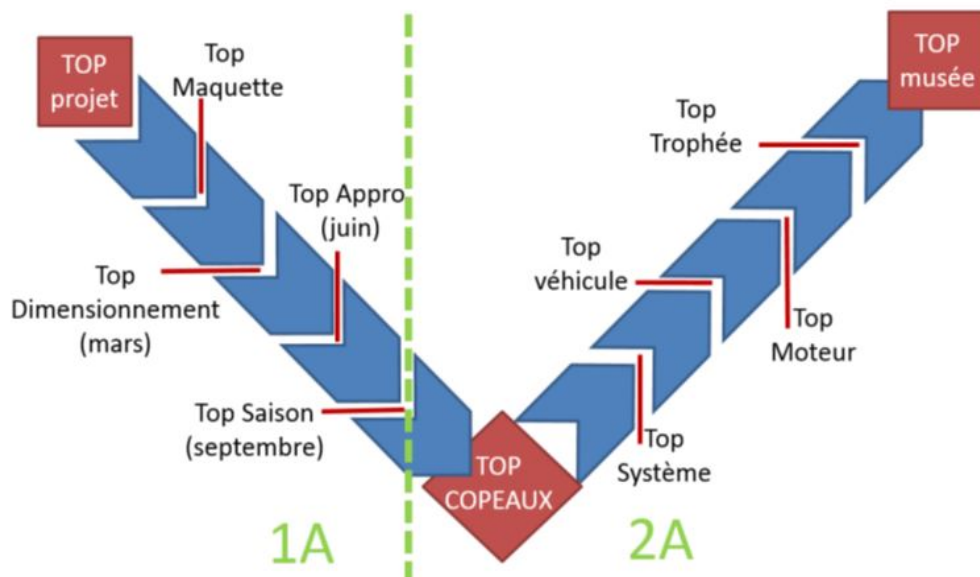 TOP
projet
Top
Maquette
Top Appro
(juin)
Top
Dimensionnement
(mars)
Top Saison
(septembre)
TOP
COPEAUX
1A
2A
Top
Système
Top
véhicule
Top
Moteur
Top
Trophée
TOP
musée